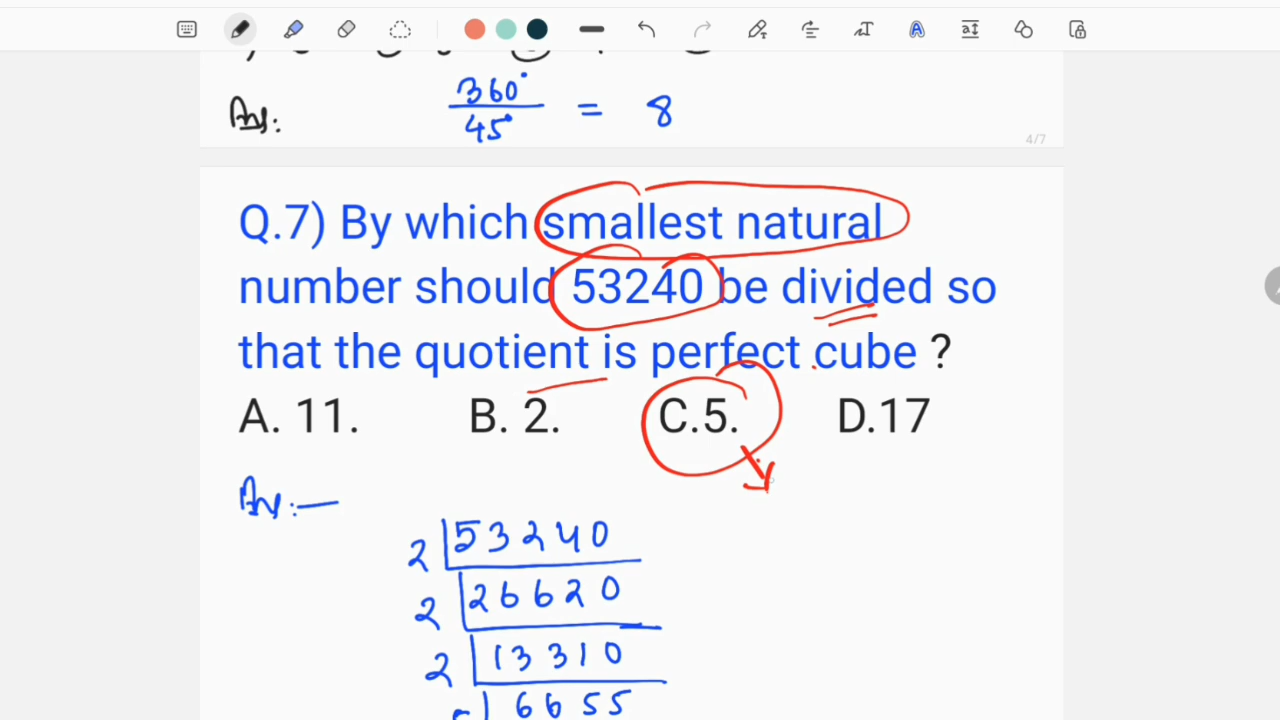 360°
45°
= 8
Ans:
4/7
Q.7) By which smallest natural
number should 53240 be divided so
that the quotient is perfect cube ?
A. 11. B. 2. C.5. D.17
Ans:—
2 53240
2 26620
2 13310
6655